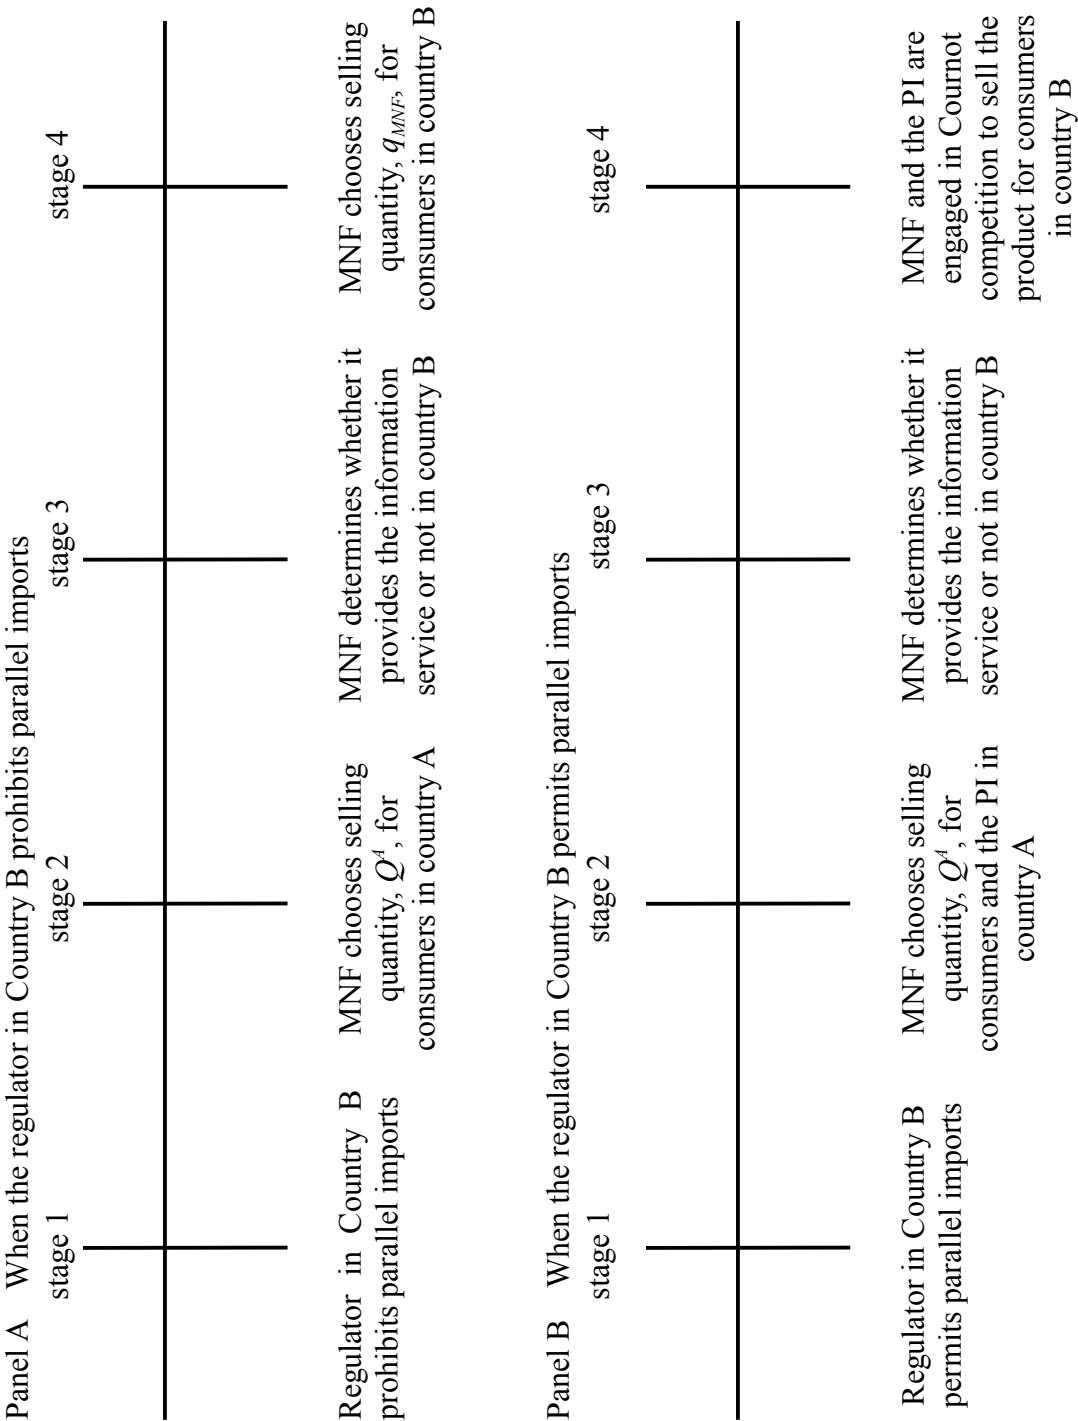 Panel A When the regulator in Country B prohibits parallel imports
stage 1
stage 2
stage 3
stage 4
Regulator in Country B
prohibits parallel imports
MNF chooses selling
quantity, Q^A, for
consumers in country A
MNF determines whether it
provides the information
service or not in country B
MNF chooses selling
quantity, q_MNF, for
consumers in country B
Panel B When the regulator in Country B permits parallel imports
stage 1
stage 2
stage 3
stage 4
Regulator in Country B
permits parallel imports
MNF chooses selling
quantity, Q^A, for
consumers and the PI in
country A
MNF determines whether it
provides the information
service or not in country B
MNF and the PI are
engaged in Cournot
competition to sell the
product for consumers
in country B